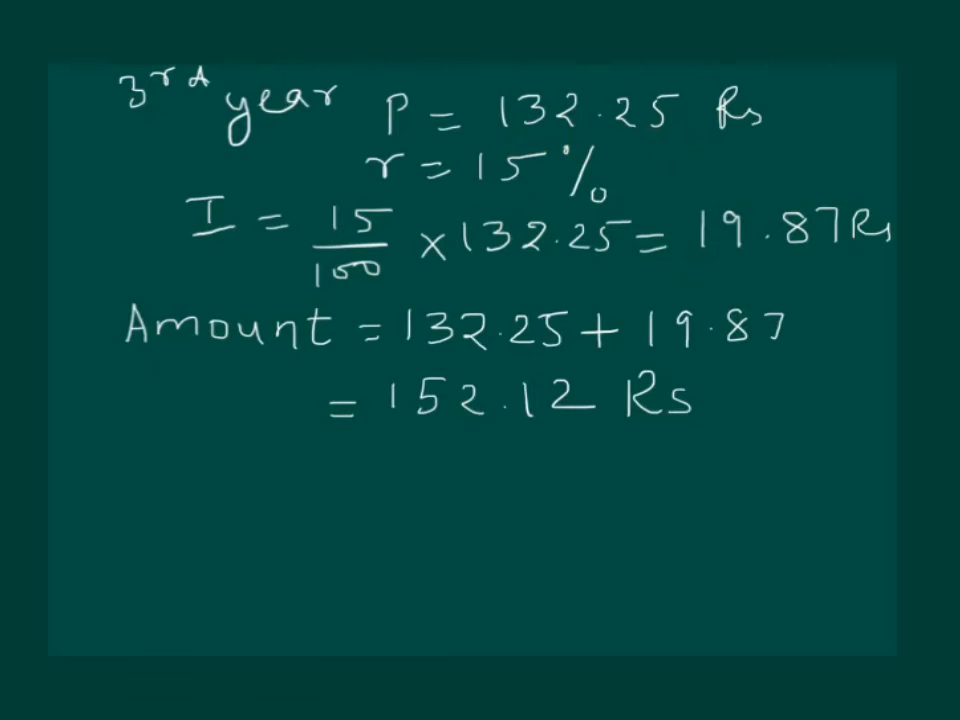 3rd year P = 132.25 Rs
r = 15 %
I = 15/100 × 132.25 = 19.87 Rs
Amount = 132.25 + 19.87
= 152.12 Rs